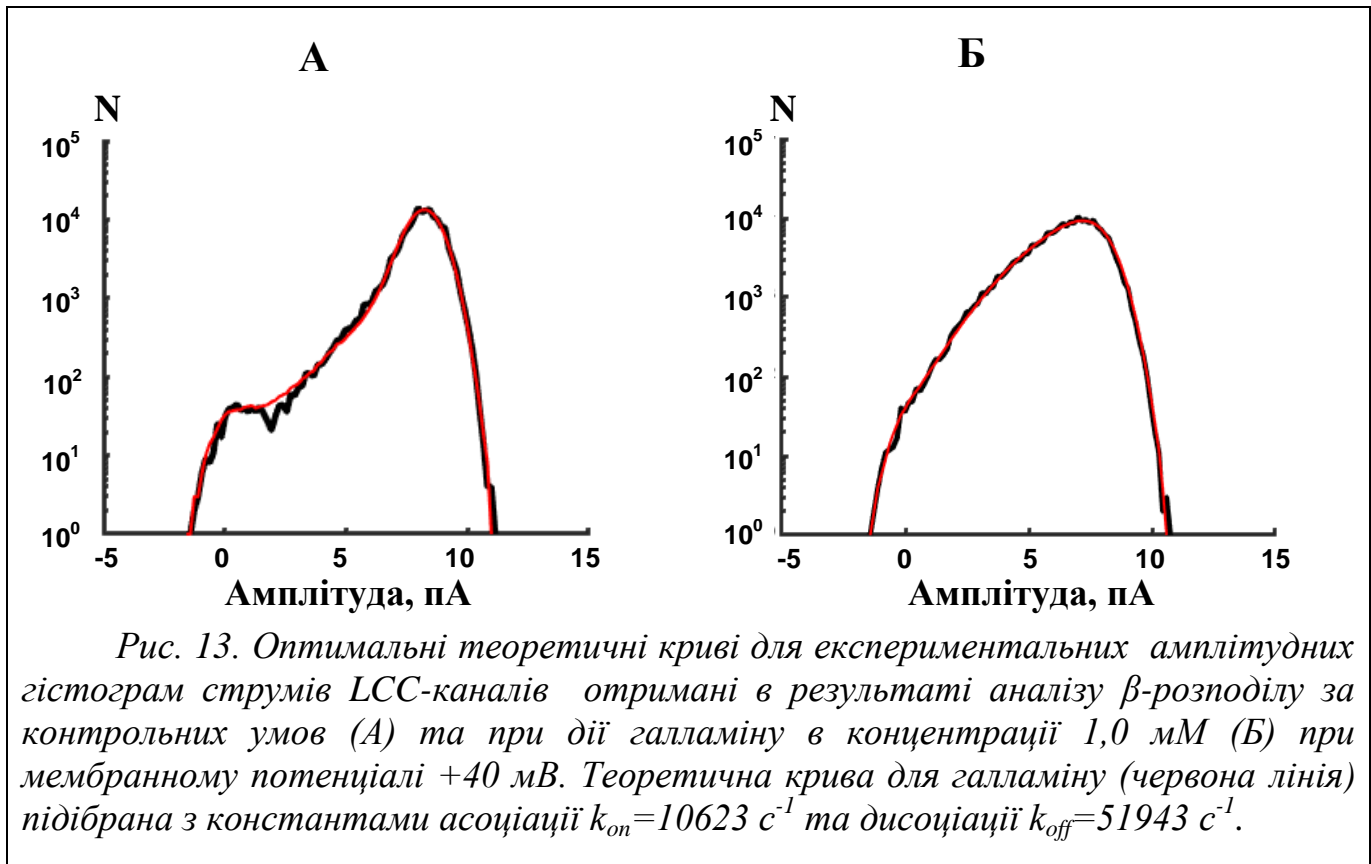 А Б
N N
10^5 10^5
10^4 10^4
10^3 10^3
10^2 10^2
10^1 10^1
10^0 10^0
-5 0 5 10 15 -5 0 5 10 15
Амплітуда, пА Амплітуда, пА
Рис. 13. Оптимальні теоретичні криві для експериментальних амплітудних
гістограм струмів LCC-каналів отримані в результаті аналізу β-розподілу за
контрольних умов (А) та при дії галламіну в концентрації 1,0 мМ (Б) при
мембранному потенціалі +40 мВ. Теоретична крива для галламіну (червона лінія)
підібрана з константами асоціації k_on=10623 с^-1 та дисоціації k_off=51943 с^-1.